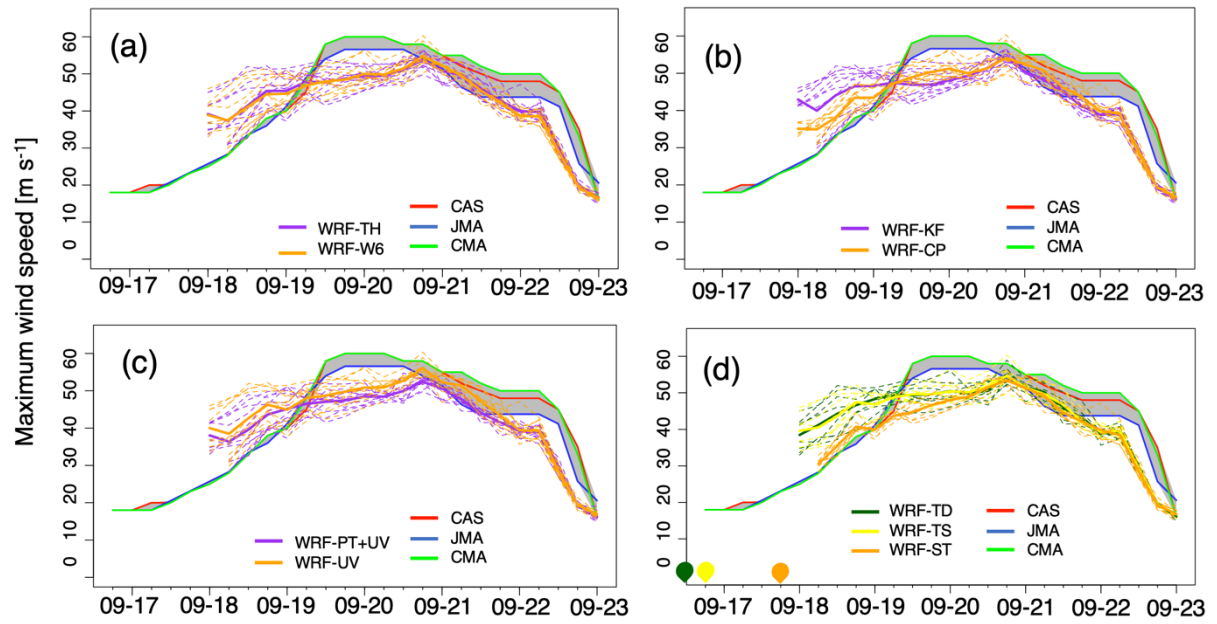 Maximum wind speed [m s⁻¹]
(a)
60
50
40
30
20
10
0
WRF-TH
WRF-W6
CAS
JMA
CMA
09-17 09-18 09-19 09-20 09-21 09-22 09-23
(b)
60
50
40
30
20
10
0
WRF-KF
WRF-CP
CAS
JMA
CMA
09-17 09-18 09-19 09-20 09-21 09-22 09-23
(c)
60
50
40
30
20
10
0
WRF-PT+UV
WRF-UV
CAS
JMA
CMA
09-17 09-18 09-19 09-20 09-21 09-22 09-23
(d)
60
50
40
30
20
10
0
WRF-TD
WRF-TS
WRF-ST
CAS
JMA
CMA
09-17 09-18 09-19 09-20 09-21 09-22 09-23